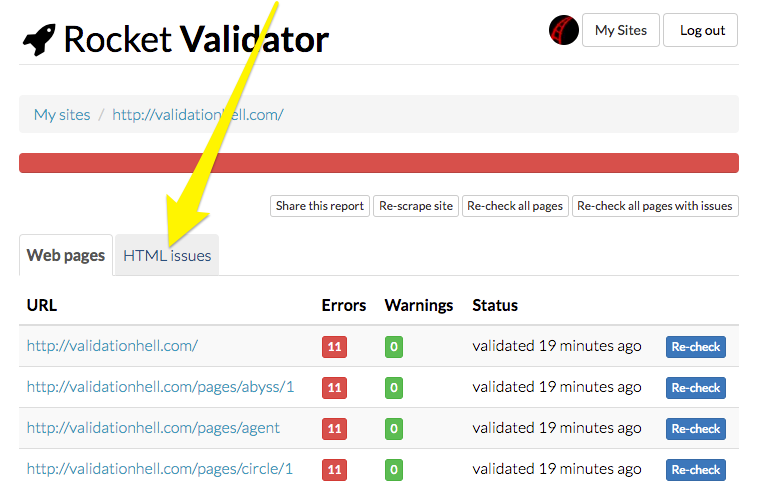 Rocket Validator
My Sites Log out
My sites / http://validationhell.com/
Share this report Re-scrape site Re-check all pages Re-check all pages with issues
Web pages HTML issues
URL Errors Warnings Status
http://validationhell.com/ 11 0 validated 19 minutes ago Re-check
http://validationhell.com/pages/abyss/1 11 0 validated 19 minutes ago Re-check
http://validationhell.com/pages/agent 11 0 validated 19 minutes ago Re-check
http://validationhell.com/pages/circle/1 11 0 validated 19 minutes ago Re-check